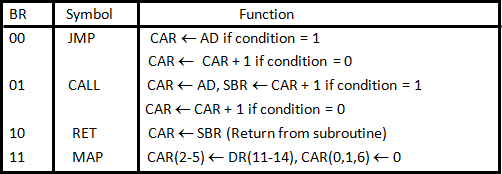 BR Symbol Function
00 JMP CAR ← AD if condition = 1
CAR ← CAR + 1 if condition = 0
01 CALL CAR ← AD, SBR ← CAR + 1 if condition = 1
CAR ← CAR + 1 if condition = 0
10 RET CAR ← SBR (Return from subroutine)
11 MAP CAR(2-5) ← DR(11-14), CAR(0,1,6) ← 0